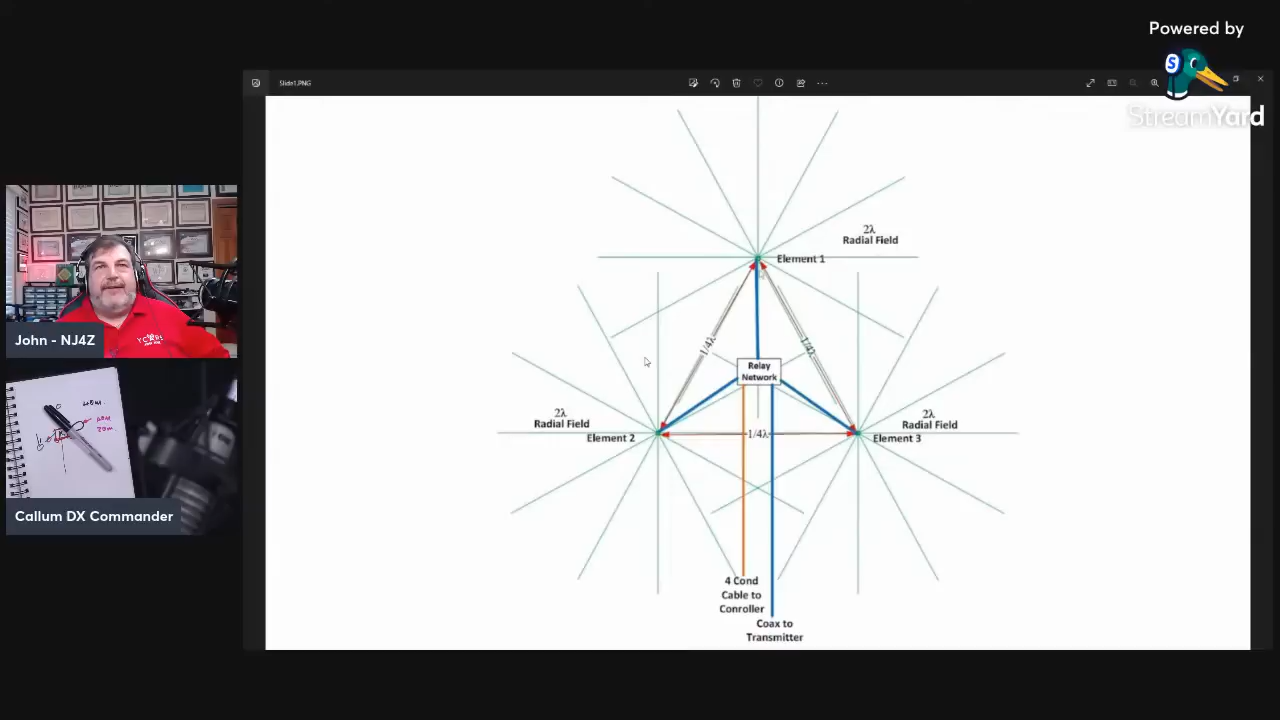 Powered by
StreamYard
Slide1.PNG
2λ
Radial Field
Element 1
1/4λ
1/4λ
Relay
Network
2λ
Radial Field
Element 2
1/4λ
2λ
Radial Field
Element 3
4 Cond
Cable to
Conroller
Coax to
Transmitter
John - NJ4Z
40m.
Callum DX Commander